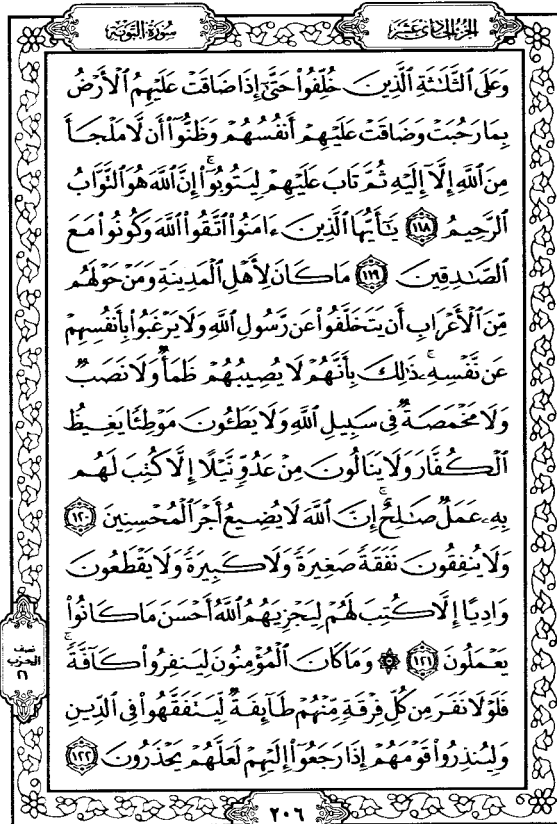 الجزء الحادي عشر
سورة التوبة
وَعَلَى ٱلثَّلَٰثَةِ ٱلَّذِينَ خُلِّفُوا۟ حَتَّىٰٓ إِذَا ضَاقَتْ عَلَيْهِمُ ٱلْأَرْضُ
بِمَا رَحُبَتْ وَضَاقَتْ عَلَيْهِمْ أَنفُسُهُمْ وَظَنُّوٓا۟ أَن لَّا مَلْجَأَ
مِنَ ٱللَّهِ إِلَّآ إِلَيْهِ ثُمَّ تَابَ عَلَيْهِمْ لِيَتُوبُوٓا۟ ۚ إِنَّ ٱللَّهَ هُوَ ٱلتَّوَّابُ
ٱلرَّحِيمُ ١١٨ يَٰٓأَيُّهَا ٱلَّذِينَ ءَامَنُوا۟ ٱتَّقُوا۟ ٱللَّهَ وَكُونُوا۟ مَعَ
ٱلصَّٰدِقِينَ ١١٩ مَا كَانَ لِأَهْلِ ٱلْمَدِينَةِ وَمَنْ حَوْلَهُم
مِّنَ ٱلْأَعْرَابِ أَن يَتَخَلَّفُوا۟ عَن رَّسُولِ ٱللَّهِ وَلَا يَرْغَبُوا۟ بِأَنفُسِهِمْ
عَن نَّفْسِهِۦ ۚ ذَٰلِكَ بِأَنَّهُمْ لَا يُصِيبُهُمْ ظَمَأٌ وَلَا نَصَبٌ
وَلَا مَخْمَصَةٌ فِى سَبِيلِ ٱللَّهِ وَلَا يَطَـُٔونَ مَوْطِئًا يَغِيظُ
ٱلْكُفَّارَ وَلَا يَنَالُونَ مِنْ عَدُوٍّ نَّيْلًا إِلَّا كُتِبَ لَهُم
بِهِۦ عَمَلٌ صَٰلِحٌ ۚ إِنَّ ٱللَّهَ لَا يُضِيعُ أَجْرَ ٱلْمُحْسِنِينَ ١٢٠
وَلَا يُنفِقُونَ نَفَقَةً صَغِيرَةً وَلَا كَبِيرَةً وَلَا يَقْطَعُونَ
وَادِيًا إِلَّا كُتِبَ لَهُمْ لِيَجْزِيَهُمُ ٱللَّهُ أَحْسَنَ مَا كَانُوا۟
يَعْمَلُونَ ١٢١ ۞ وَمَا كَانَ ٱلْمُؤْمِنُونَ لِيَنفِرُوا۟ كَآفَّةً ۚ
فَلَوْلَا نَفَرَ مِن كُلِّ فِرْقَةٍ مِّنْهُمْ طَآئِفَةٌ لِّيَتَفَقَّهُوا۟ فِى ٱلدِّينِ
وَلِيُنذِرُوا۟ قَوْمَهُمْ إِذَا رَجَعُوٓا۟ إِلَيْهِمْ لَعَلَّهُمْ يَحْذَرُونَ ١٢٢
نصف
الحزب
٢١
٢٠٦